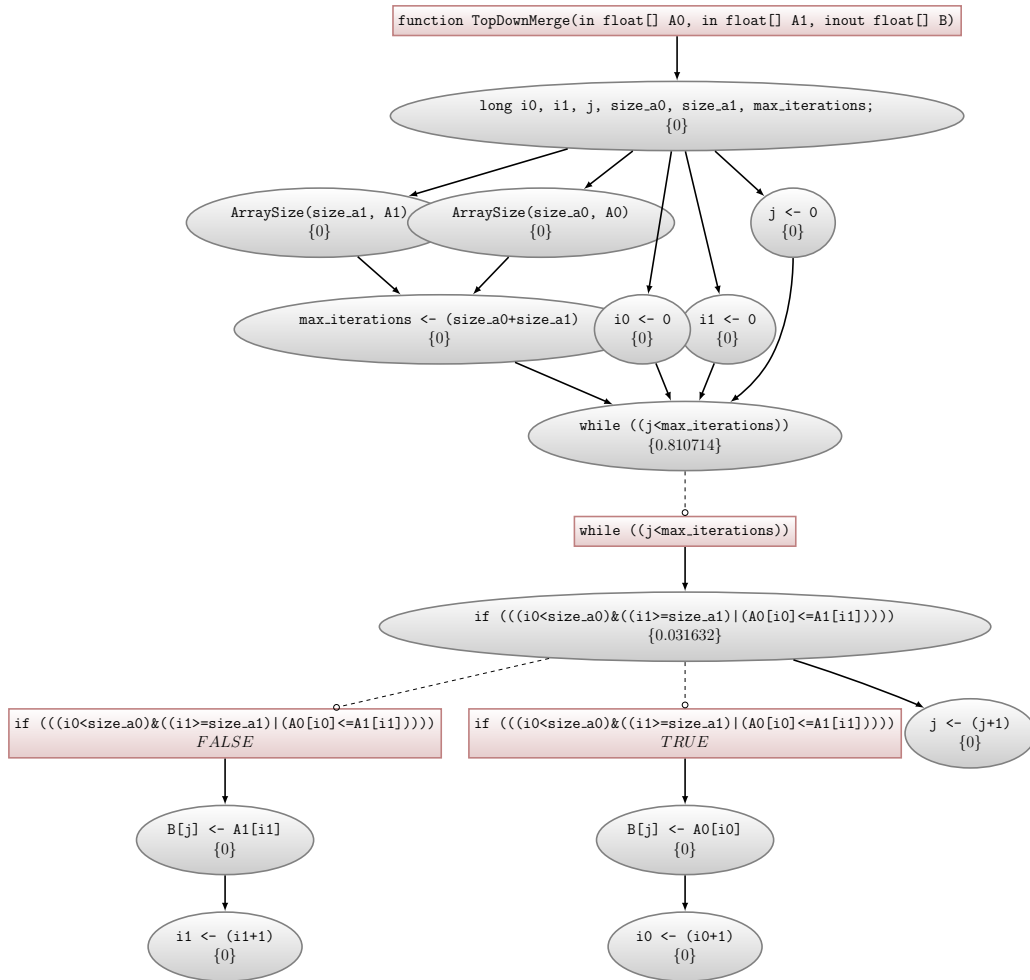 function TopDownMerge(in float[] A0, in float[] A1, inout float[] B)
long i0, i1, j, size_a0, size_a1, max_iterations;
{0}
ArraySize(size_a1, A1)
{0}
ArraySize(size_a0, A0)
{0}
j <- 0
{0}
max_iterations <- (size_a0+size_a1)
{0}
i0 <- 0
{0}
i1 <- 0
{0}
while ((j<max_iterations))
{0.810714}
while ((j<max_iterations))
if (((i0<size_a0)&((i1>=size_a1)|(A0[i0]<=A1[i1]))))
{0.031632}
if (((i0<size_a0)&((i1>=size_a1)|(A0[i0]<=A1[i1]))))
FALSE
if (((i0<size_a0)&((i1>=size_a1)|(A0[i0]<=A1[i1]))))
TRUE
j <- (j+1)
{0}
B[j] <- A1[i1]
{0}
B[j] <- A0[i0]
{0}
i1 <- (i1+1)
{0}
i0 <- (i0+1)
{0}